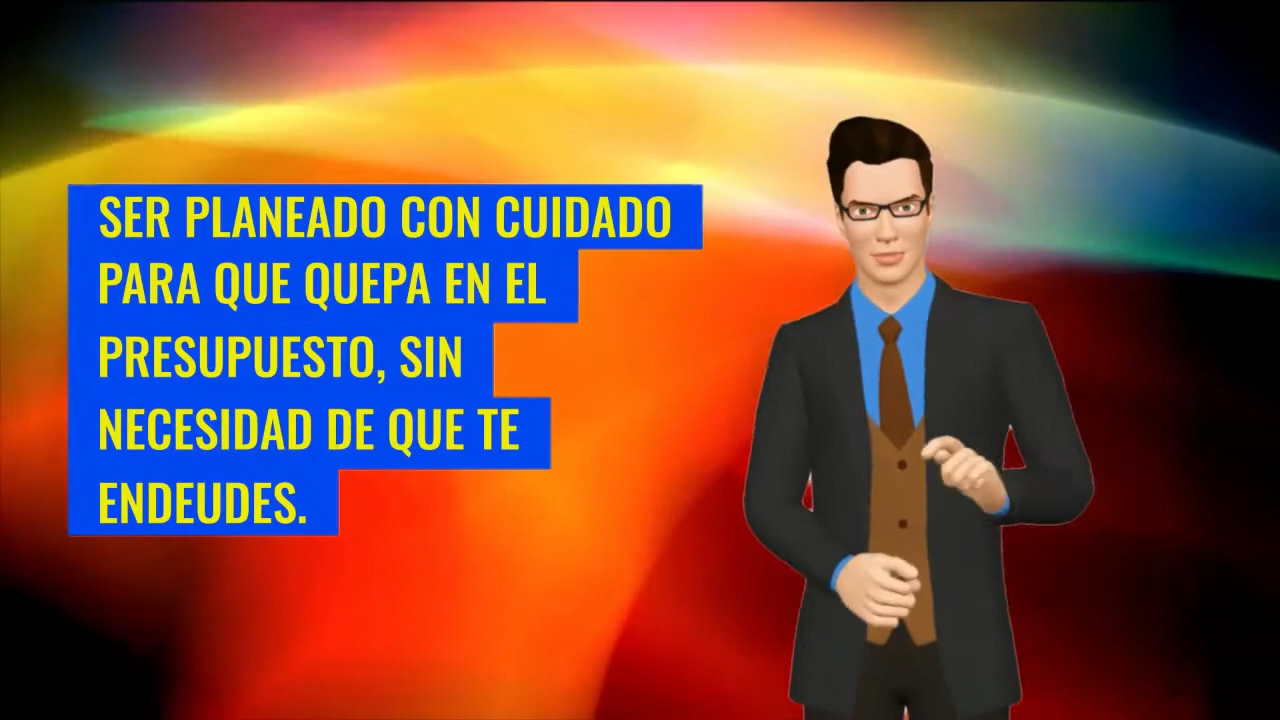 SER PLANEADO CON CUIDADO
PARA QUE QUEPA EN EL
PRESUPUESTO, SIN
NECESIDAD DE QUE TE
ENDEUDES.